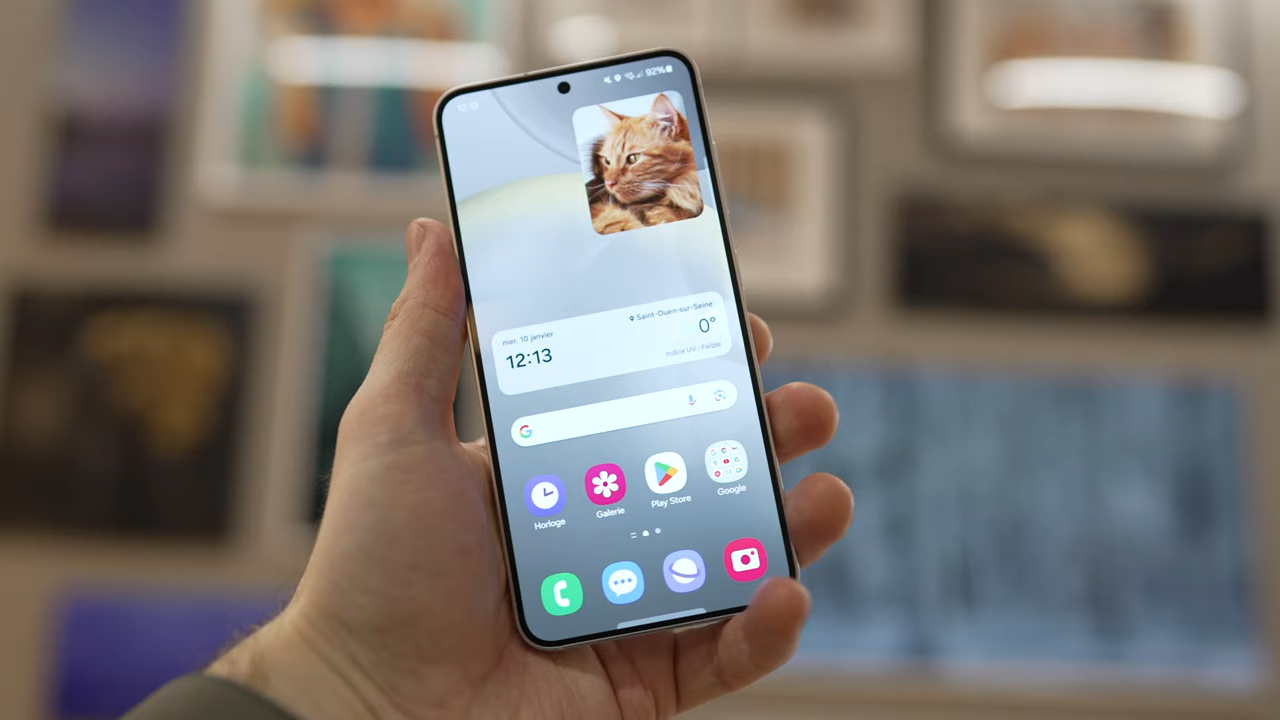 92%
mer. 10 janvier
12:13
Saint-Ouen-sur-Seine
0°
Indice UV : Faible
G
Horloge
Galerie
Play Store
Google